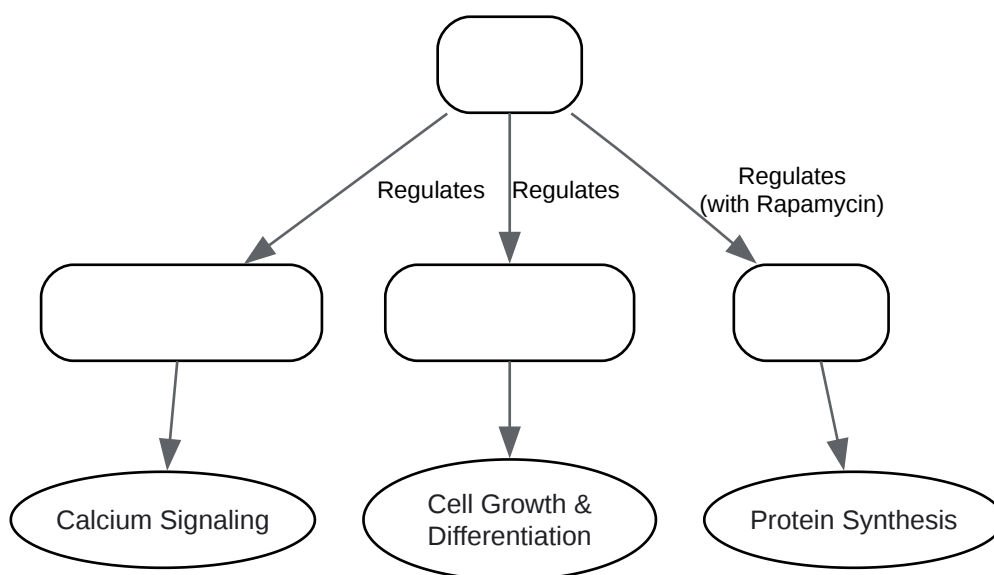 Regulates
Regulates
Regulates
(with Rapamycin)
Calcium Signaling
Cell Growth &
Differentiation
Protein Synthesis